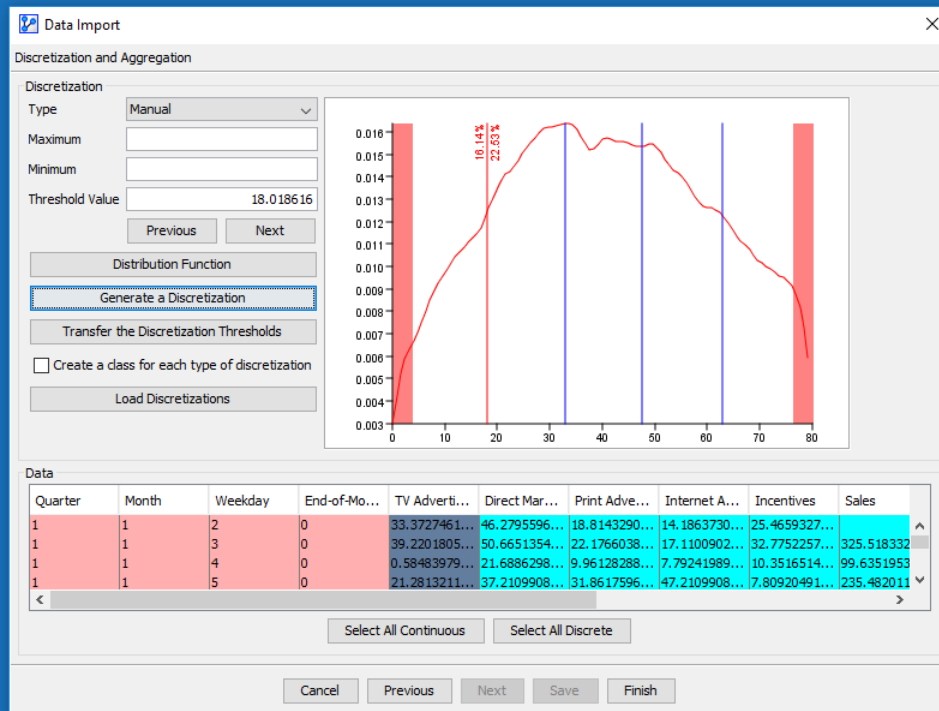 Data Import
Discretization and Aggregation
Discretization
Type Manual
Maximum
Minimum
Threshold Value 18.018616
Previous Next
Distribution Function
Generate a Discretization
Transfer the Discretization Thresholds
Create a class for each type of discretization
Load Discretizations
16.14%
22.53%
0.016
0.015
0.014
0.013
0.012
0.011
0.010
0.009
0.008
0.007
0.006
0.005
0.004
0.003
0 10 20 30 40 50 60 70 80
Data
Quarter Month Weekday End-of-Mo... TV Adverti... Direct Mar... Print Adve... Internet A... Incentives Sales
1 1 2 0 33.3727461... 46.2795596... 18.8143290... 14.1863730... 25.4659327...
1 1 3 0 39.2201805... 50.6651354... 22.1766038... 17.1100902... 32.7752257... 325.518332
1 1 4 0 0.58483979... 21.6886298... 9.96128288... 7.79241989... 10.3516514... 99.6351953
1 1 5 0 21.2813211... 37.2109908... 31.8617596... 47.2109908... 7.80920491... 235.482011
Select All Continuous Select All Discrete
Cancel Previous Next Save Finish